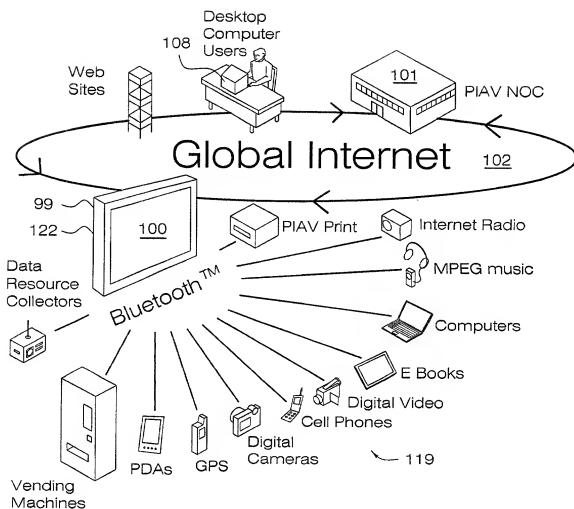 Desktop
Computer
Users
108
Web
Sites
101
PIAV NOC
Global Internet
102
99
122
100
PIAV Print
Internet Radio
MPEG music
Data
Resource
Collectors
Bluetooth™
Computers
E Books
Digital Video
Cell Phones
Digital
Cameras
GPS
PDAs
119
Vending
Machines